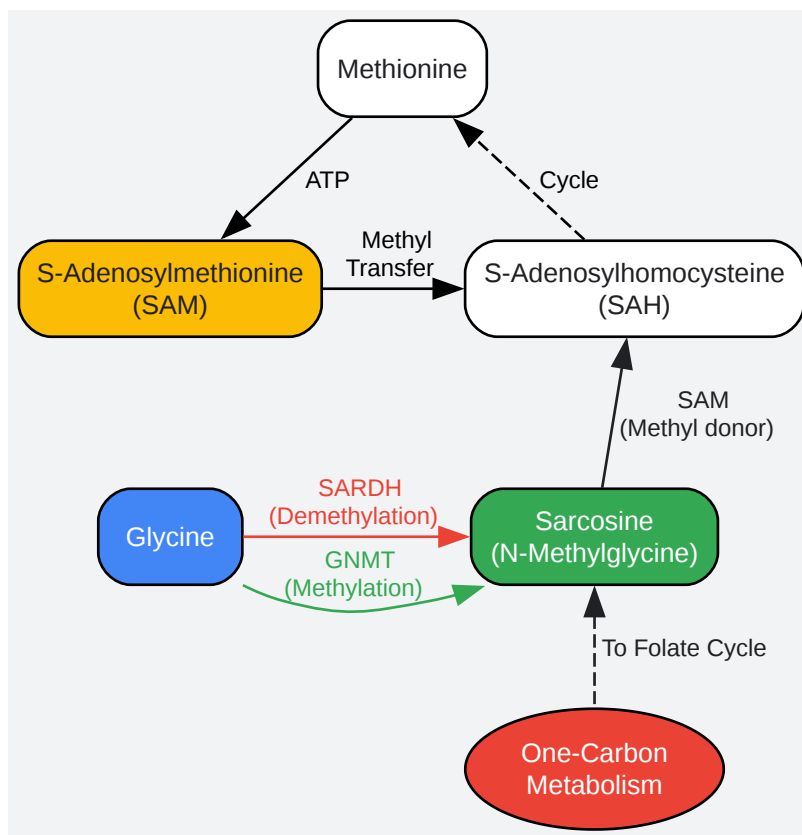 Methionine
ATP
Cycle
S-Adenosylmethionine
(SAM)
Methyl
Transfer
S-Adenosylhomocysteine
(SAH)
SAM
(Methyl donor)
Glycine
SARDH
(Demethylation)
GNMT
(Methylation)
Sarcosine
(N-Methylglycine)
To Folate Cycle
One-Carbon
Metabolism